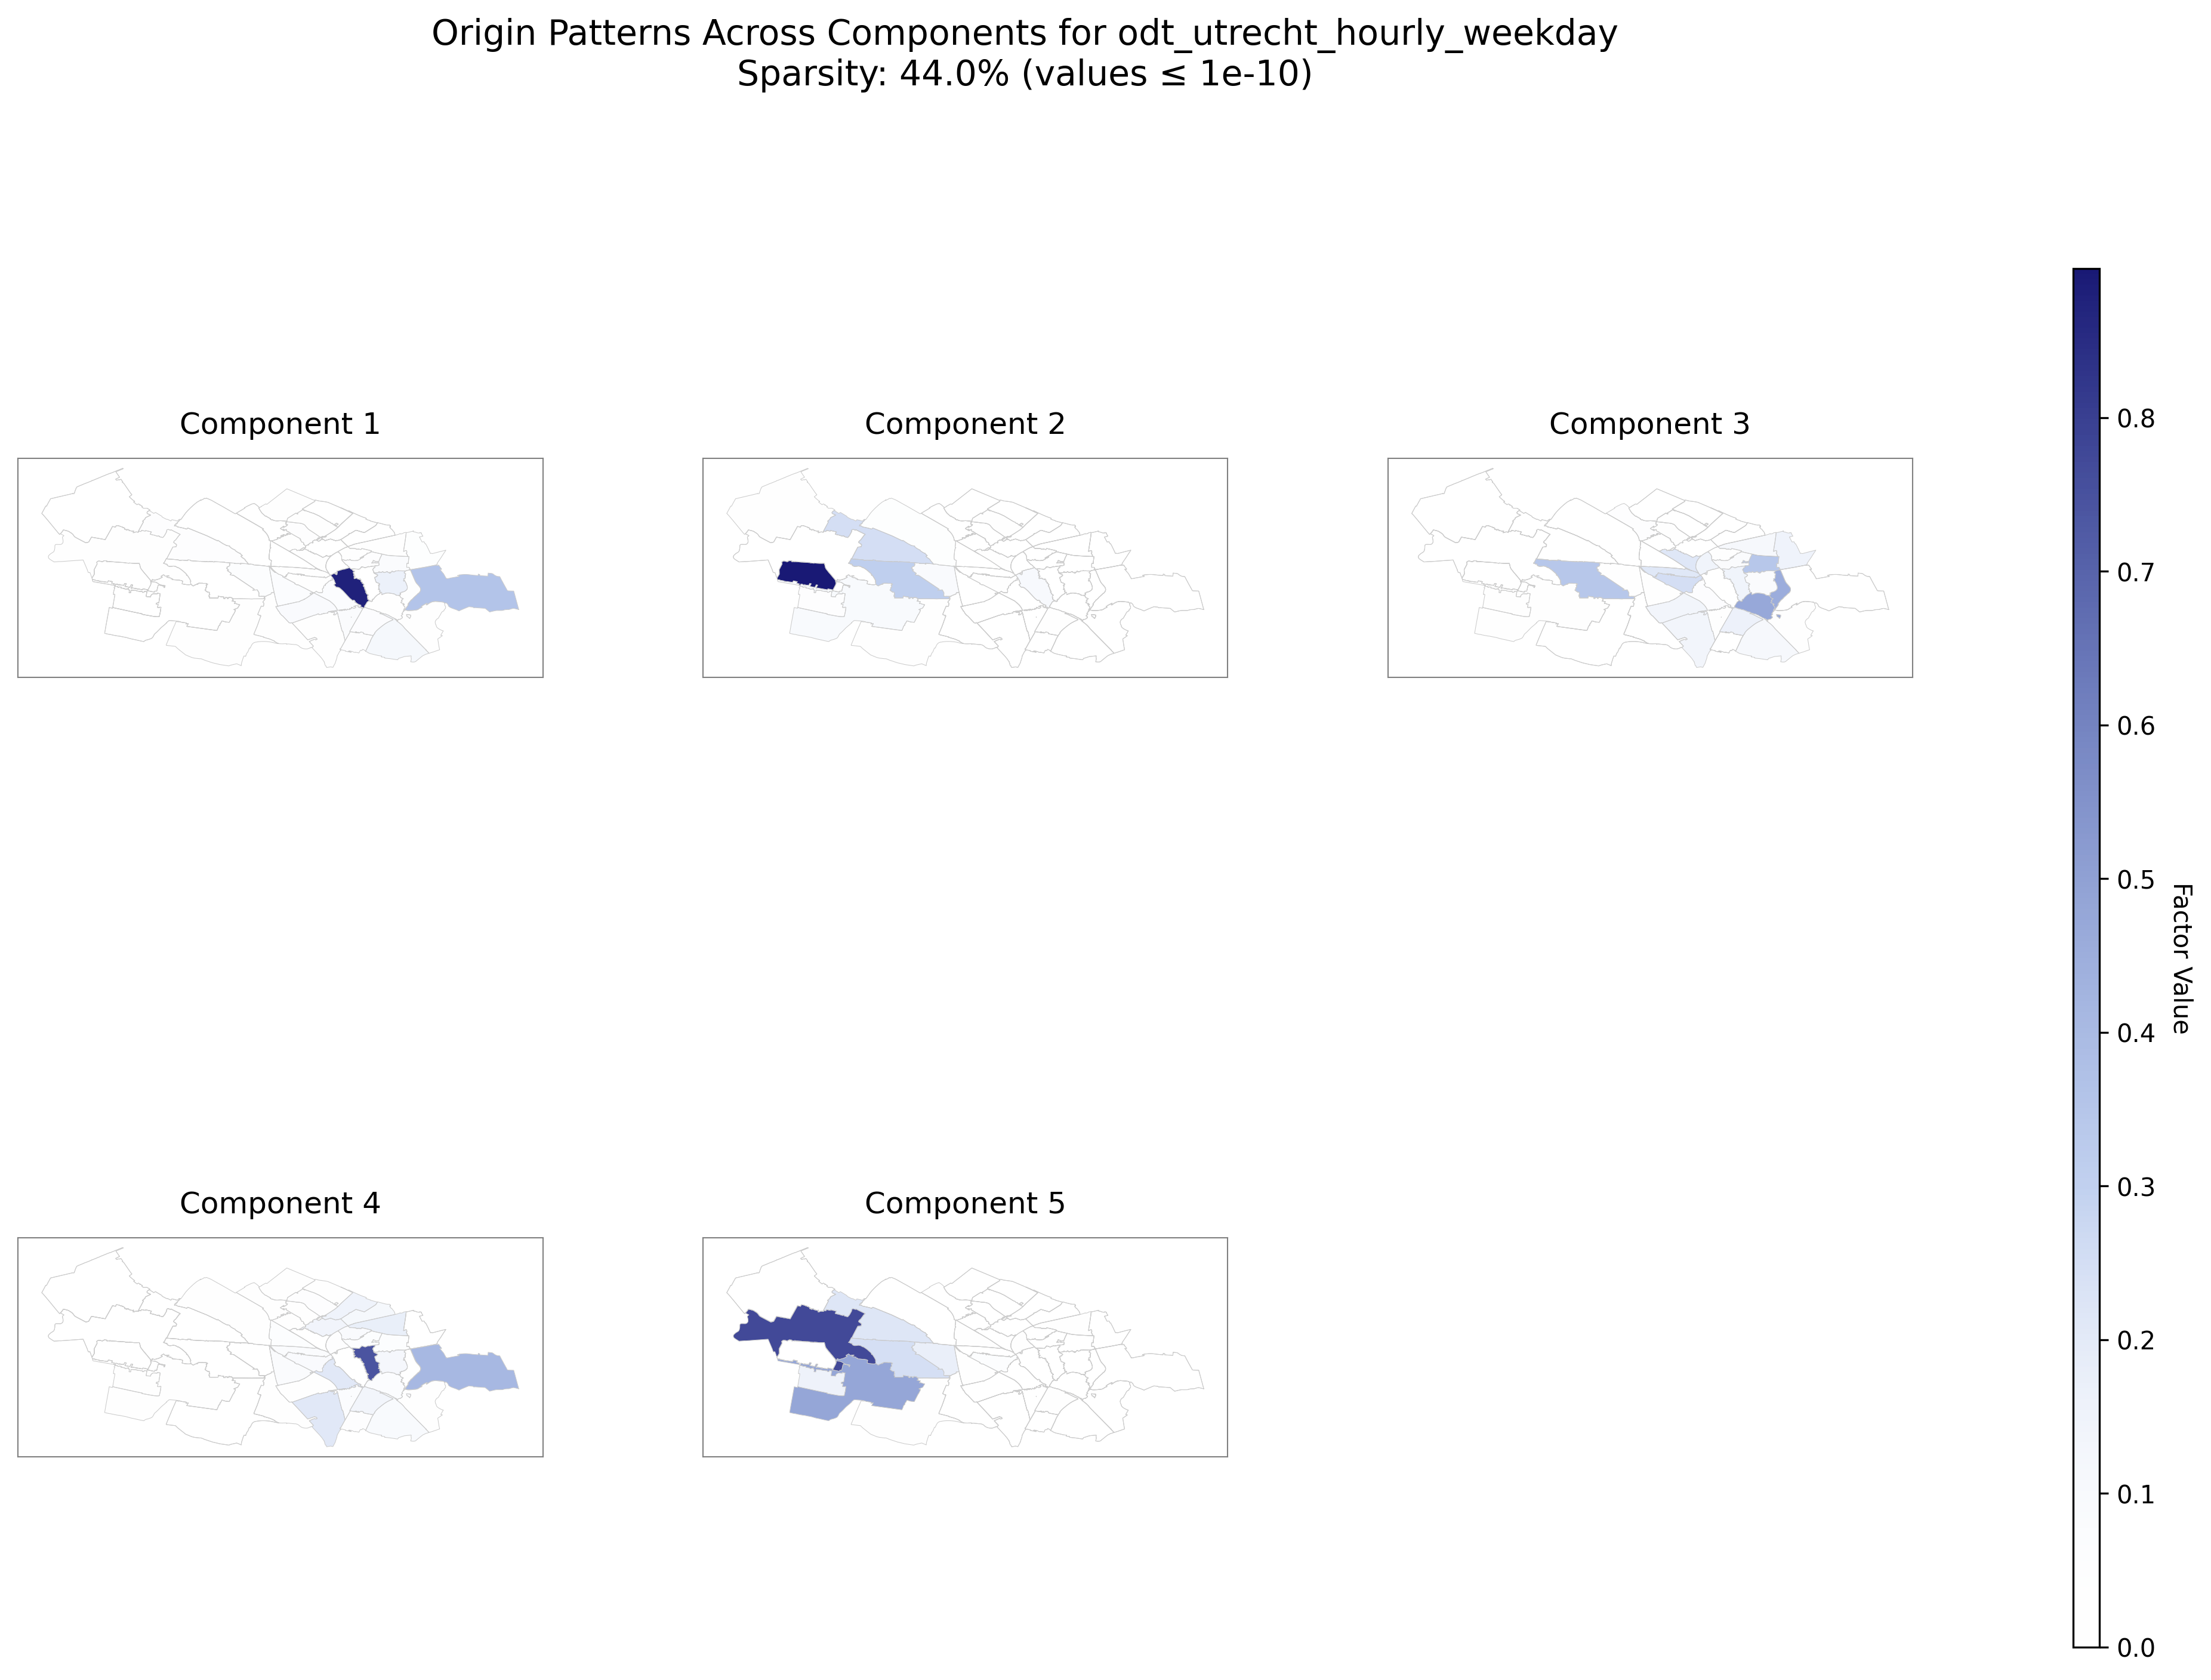 Origin Patterns Across Components for odt_utrecht_hourly_weekday
Sparsity: 44.0% (values ≤ 1e-10)
Component 1
Component 2
Component 3
Component 4
Component 5
0.8
0.7
0.6
0.5
0.4
0.3
0.2
0.1
0.0
Factor Value